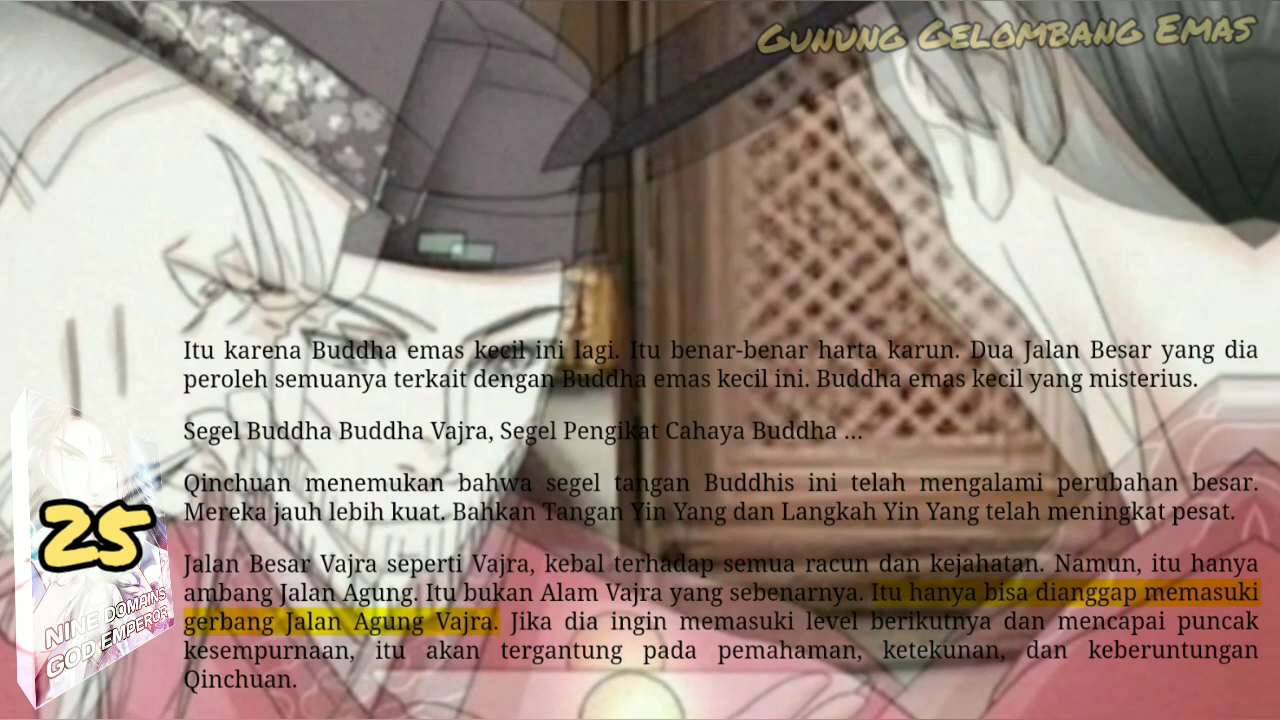 Gunung Gelombang Emas
Itu karena Buddha emas kecil ini lagi. Itu benar-benar harta karun. Dua Jalan Besar yang dia
peroleh semuanya terkait dengan Buddha emas kecil ini. Buddha emas kecil yang misterius.
Segel Buddha Buddha Vajra, Segel Pengikat Cahaya Buddha ...
Qinchuan menemukan bahwa segel tangan Buddhis ini telah mengalami perubahan besar.
Mereka jauh lebih kuat. Bahkan Tangan Yin Yang dan Langkah Yin Yang telah meningkat pesat.
Jalan Besar Vajra seperti Vajra, kebal terhadap semua racun dan kejahatan. Namun, itu hanya
ambang Jalan Agung. Itu bukan Alam Vajra yang sebenarnya. Itu hanya bisa dianggap memasuki
gerbang Jalan Agung Vajra. Jika dia ingin memasuki level berikutnya dan mencapai puncak
kesempurnaan, itu akan tergantung pada pemahaman, ketekunan, dan keberuntungan
Qinchuan.
25
NINE DOMAINS
GOD EMPEROR